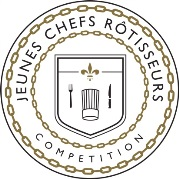 JEUNES CHEFS RÔTISSEURS
COMPETITION